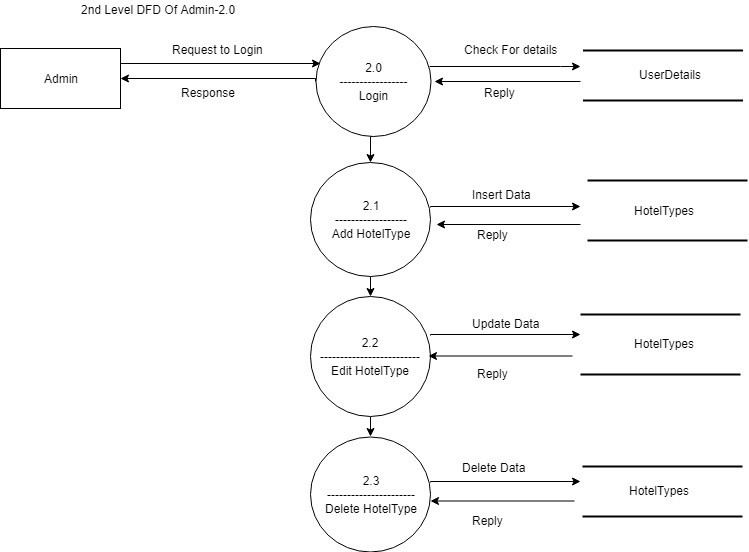 2nd Level DFD Of Admin-2.0
Request to Login
Check For details
2.0
Admin
UserDetails
Response
Login
Reply
2.1
Insert Data
HotelTypes
Add HotelType
Reply
Update Data
2.2
HotelTypes
Edit HotelType
Reply
Delete Data
2.3
HotelTypes
Delete HotelType
Reply